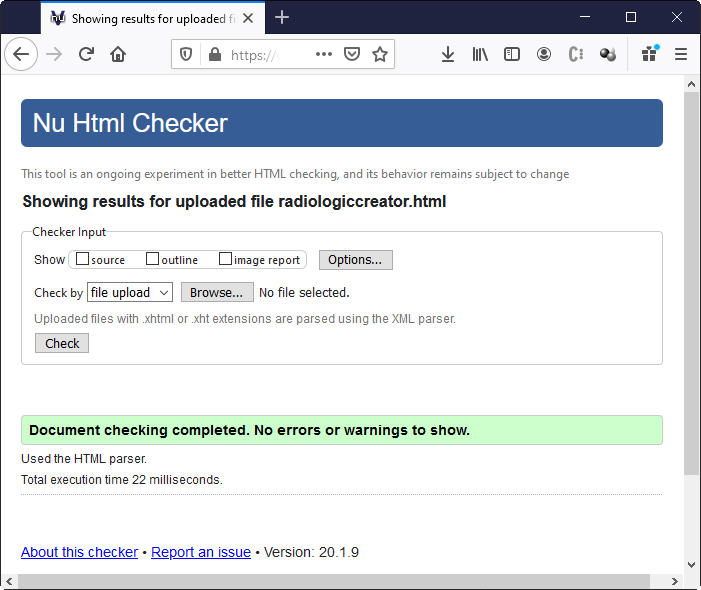 Showing results for uploaded fi
https://
Nu Html Checker
This tool is an ongoing experiment in better HTML checking, and its behavior remains subject to change
Showing results for uploaded file radiologiccreator.html
Checker Input
Show source outline image report Options...
Check by file upload Browse... No file selected.
Uploaded files with .xhtml or .xht extensions are parsed using the XML parser.
Check
Document checking completed. No errors or warnings to show.
Used the HTML parser.
Total execution time 22 milliseconds.
About this checker • Report an issue • Version: 20.1.9